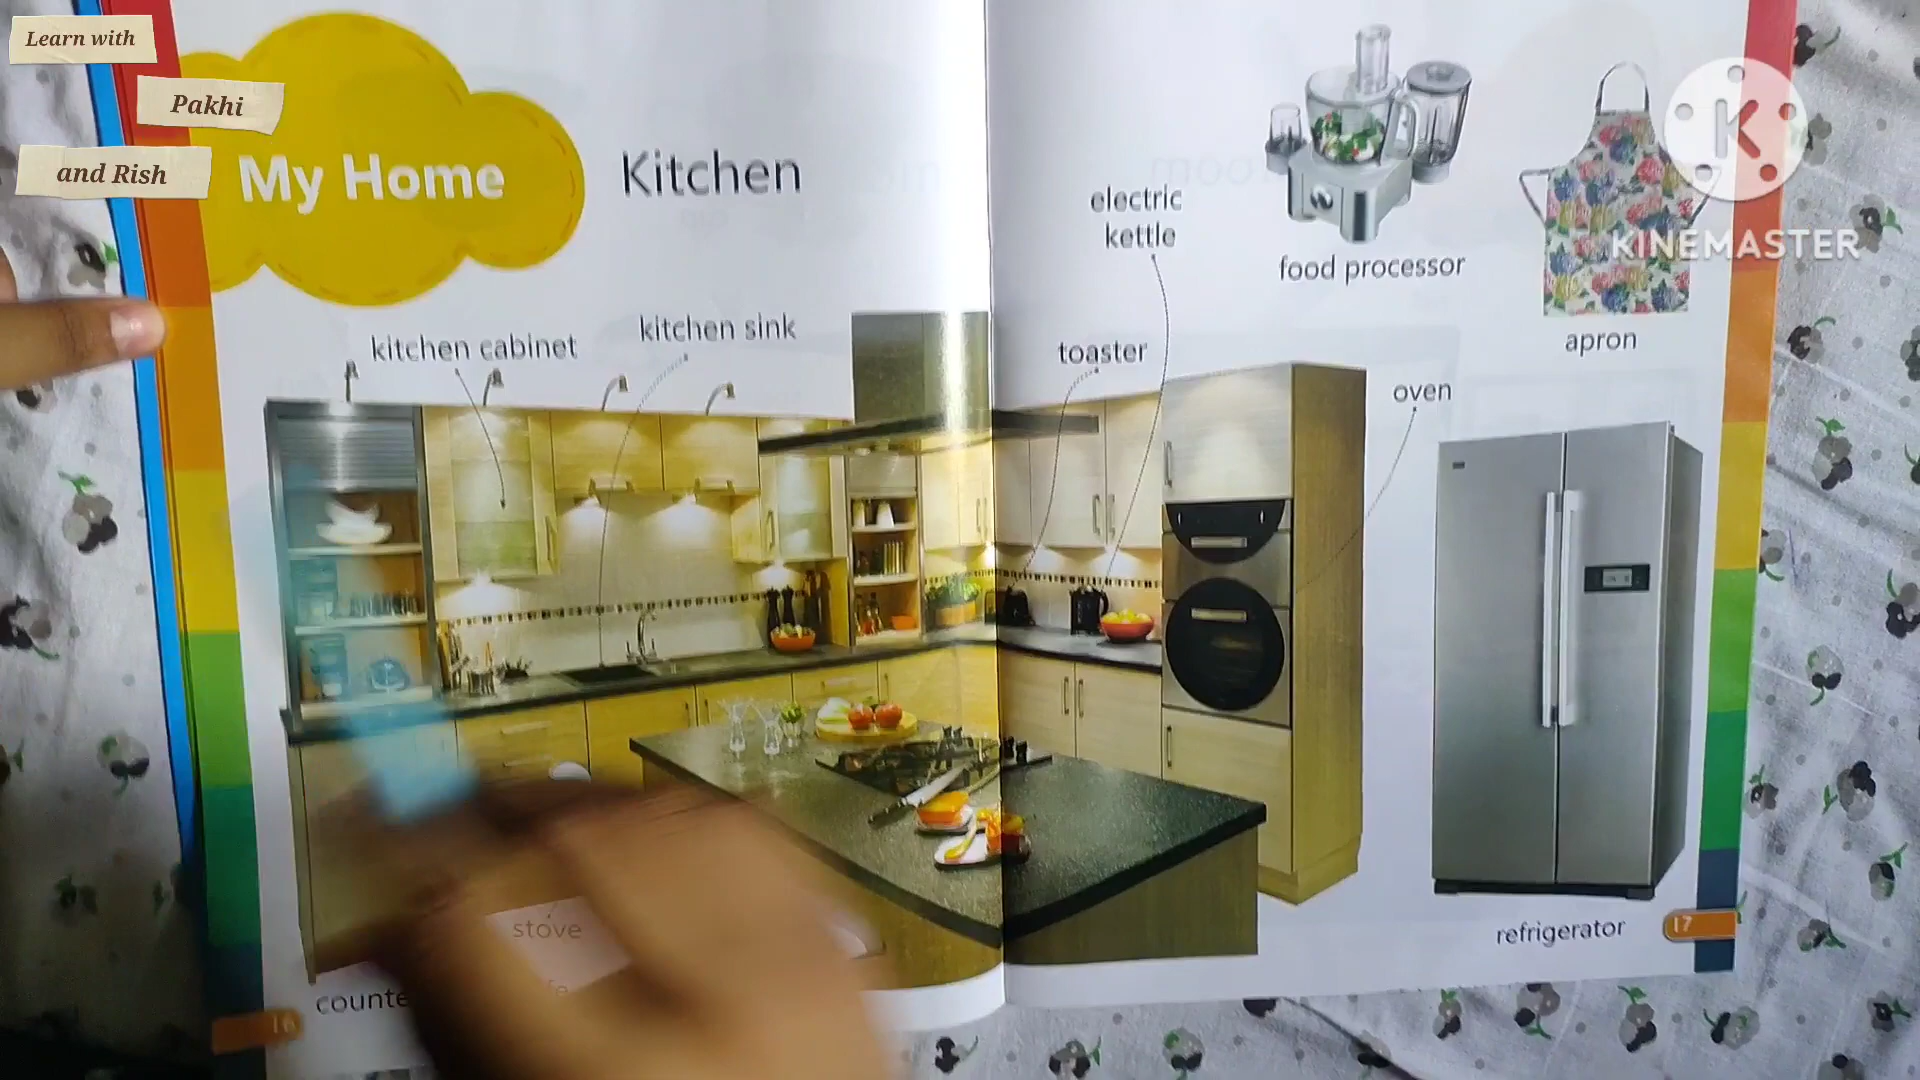 Learn with
Pakhi
and Rish
My Home
Kitchen
kitchen cabinet
kitchen sink
electric
kettle
toaster
food processor
apron
oven
K
KINEMASTER
stove
refrigerator
16
17